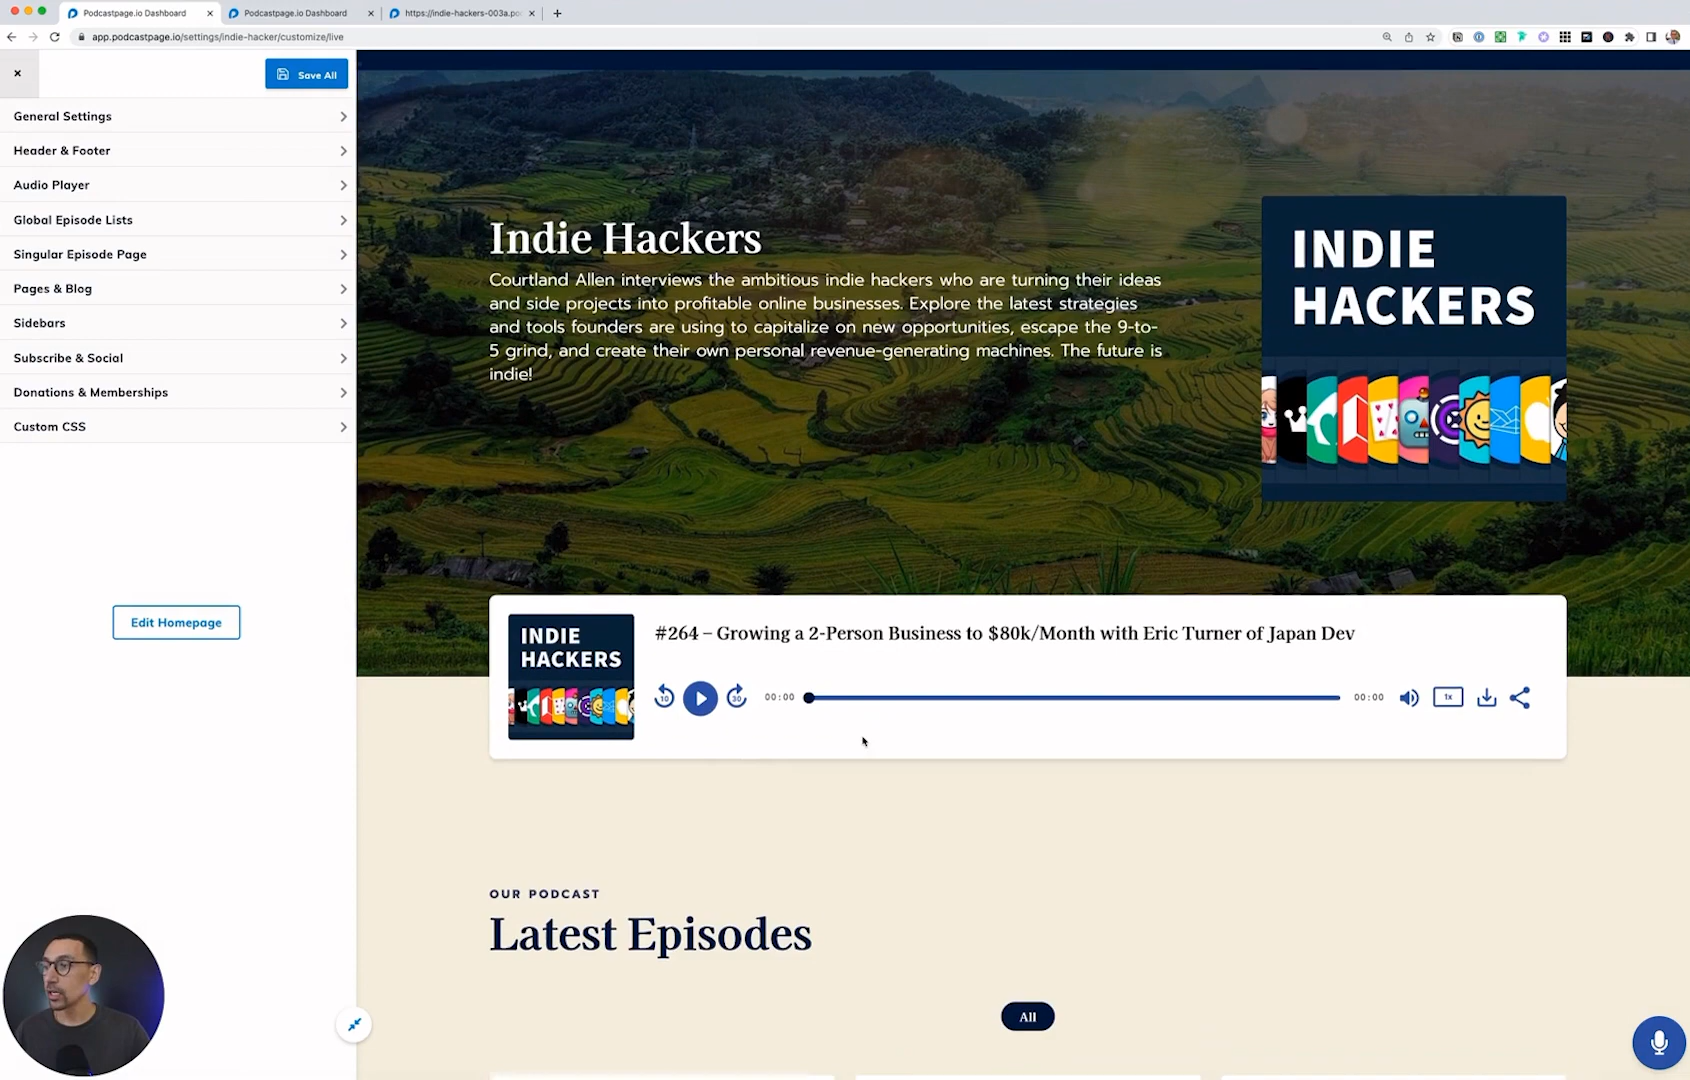 Podcastpage.io Dashboard
Podcastpage.io Dashboard
https://indie-hackers-003a.po
app.podcastpage.io/settings/indie-hacker/customize/live
Save All
General Settings
Header & Footer
Audio Player
Global Episode Lists
Singular Episode Page
Pages & Blog
Sidebars
Subscribe & Social
Donations & Memberships
Custom CSS
Edit Homepage
Indie Hackers
Courtland Allen interviews the ambitious indie hackers who are turning their ideas
and side projects into profitable online businesses. Explore the latest strategies
and tools founders are using to capitalize on new opportunities, escape the 9-to-
5 grind, and create their own personal revenue-generating machines. The future is
indie!
INDIE
HACKERS
INDIE
HACKERS
#264 – Growing a 2-Person Business to $80k/Month with Eric Turner of Japan Dev
10
30
00:00
00:00
1x
OUR PODCAST
Latest Episodes
All